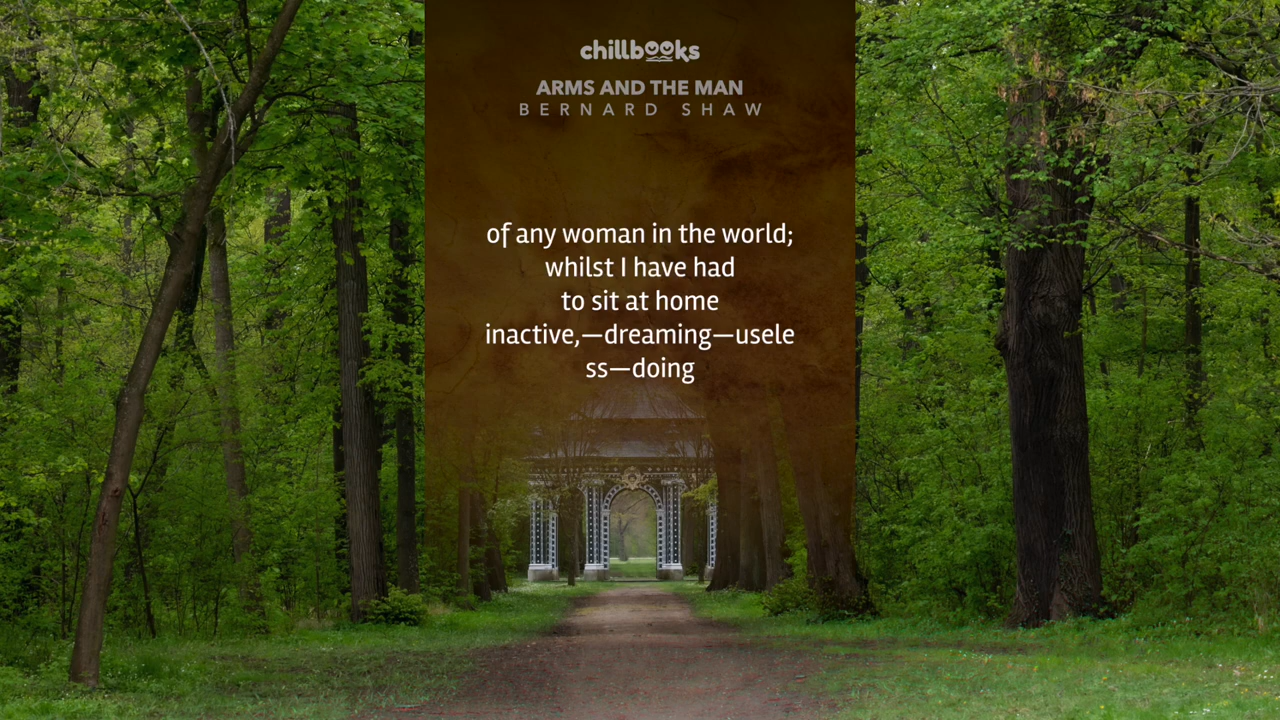 chillbooks
ARMS AND THE MAN
BERNARD SHAW
of any woman in the world;
whilst I have had
to sit at home
inactive,—dreaming—usele
ss—doing